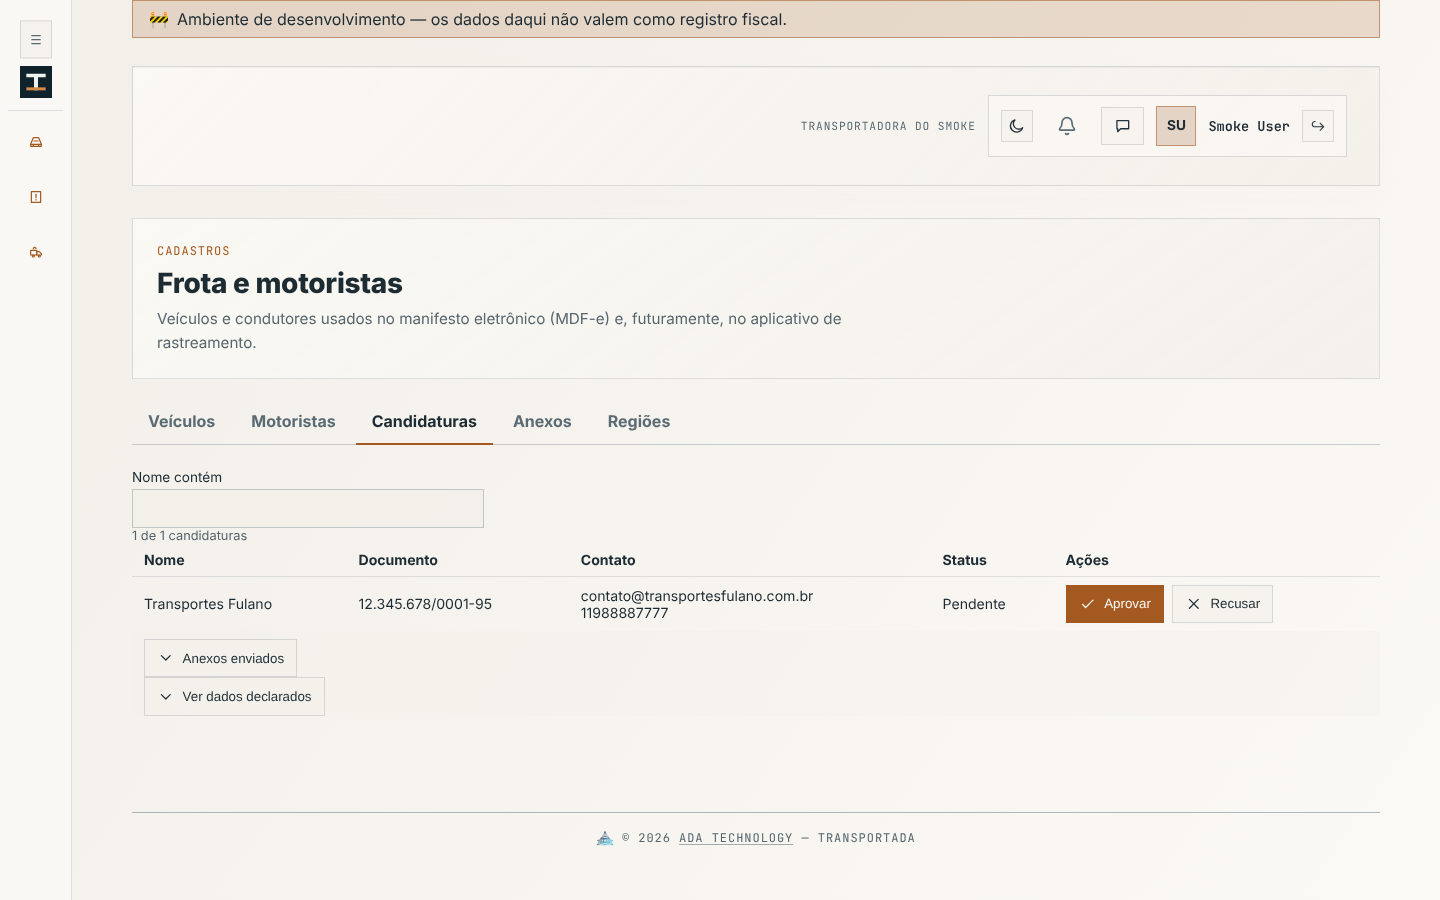 🚧 Ambiente de desenvolvimento — os dados daqui não valem como registro fiscal.
TRANSPORTADORA DO SMOKE
SU
Smoke User
CADASTROS
Frota e motoristas
Veículos e condutores usados no manifesto eletrônico (MDF-e) e, futuramente, no aplicativo de
rastreamento.
Veículos Motoristas Candidaturas Anexos Regiões
Nome contém
1 de 1 candidaturas
Nome Documento Contato Status Ações
Transportes Fulano 12.345.678/0001-95 contato@transportesfulano.com.br
11988887777
Pendente Aprovar Recusar
Anexos enviados
Ver dados declarados
© 2026 ADA TECHNOLOGY — TRANSPORTADA